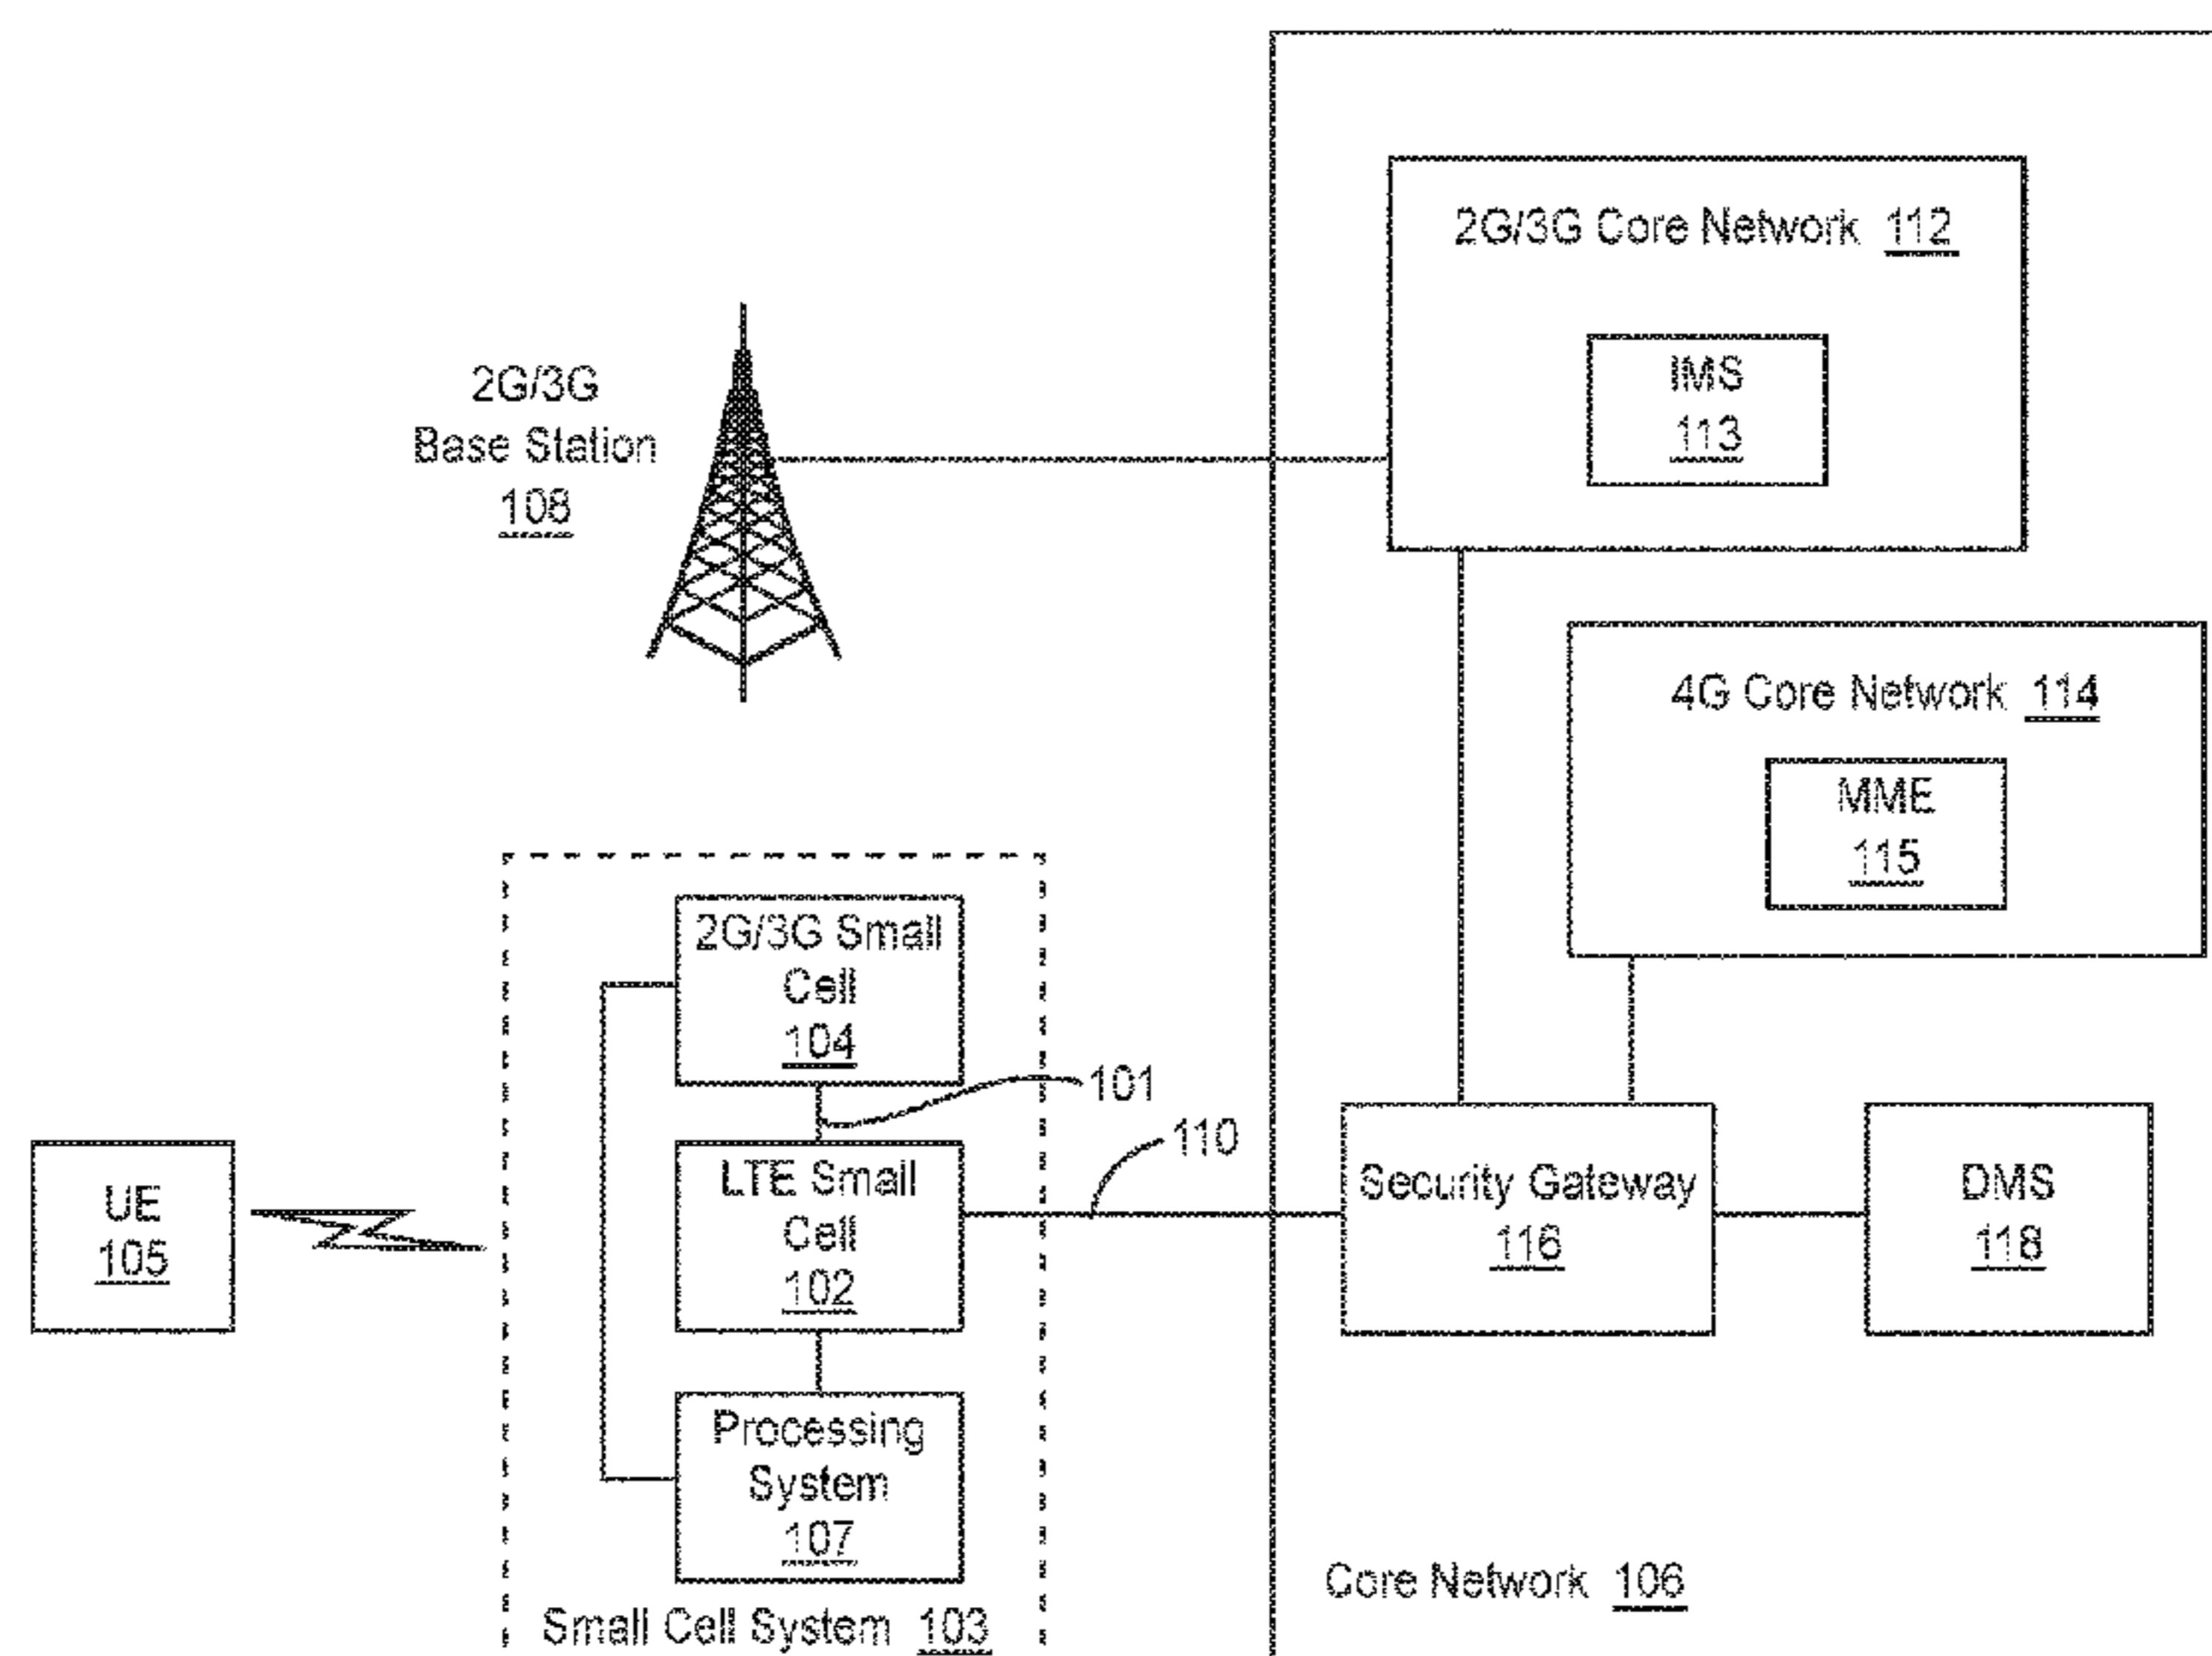 2G/3G Core Network 112
IMS
113
2G/3G
Base Station
108
4G Core Network 114
MME
115
2G/3G Small
Cell
104
101
110
UE
105
LTE Small
Cell
102
Security Gateway
116
DMS
118
Processing
System
107
Small Cell System 103
Core Network 106